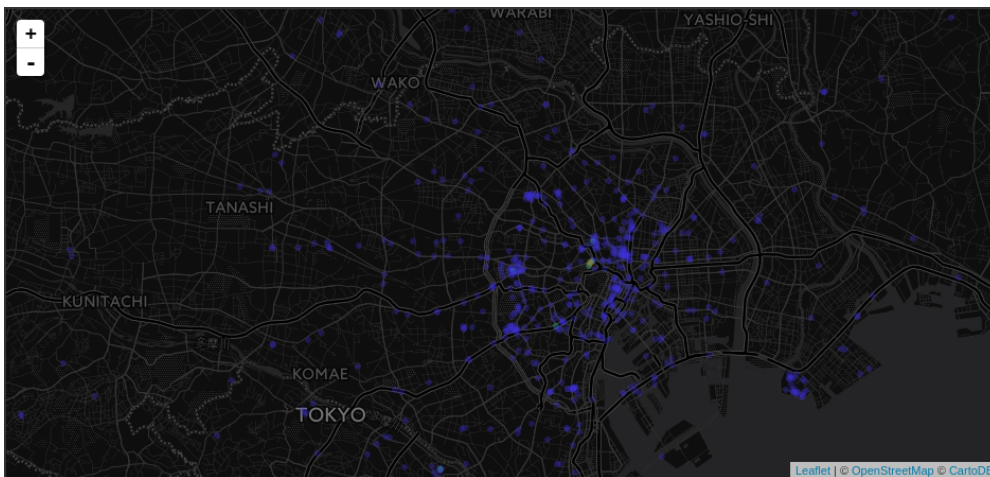 WARABI
YASHIO-SHI
+
-
WAKO
TANASHI
KUNITACHI
KOMAE
TOKYO
Leaflet | © OpenStreetMap © CartoDB